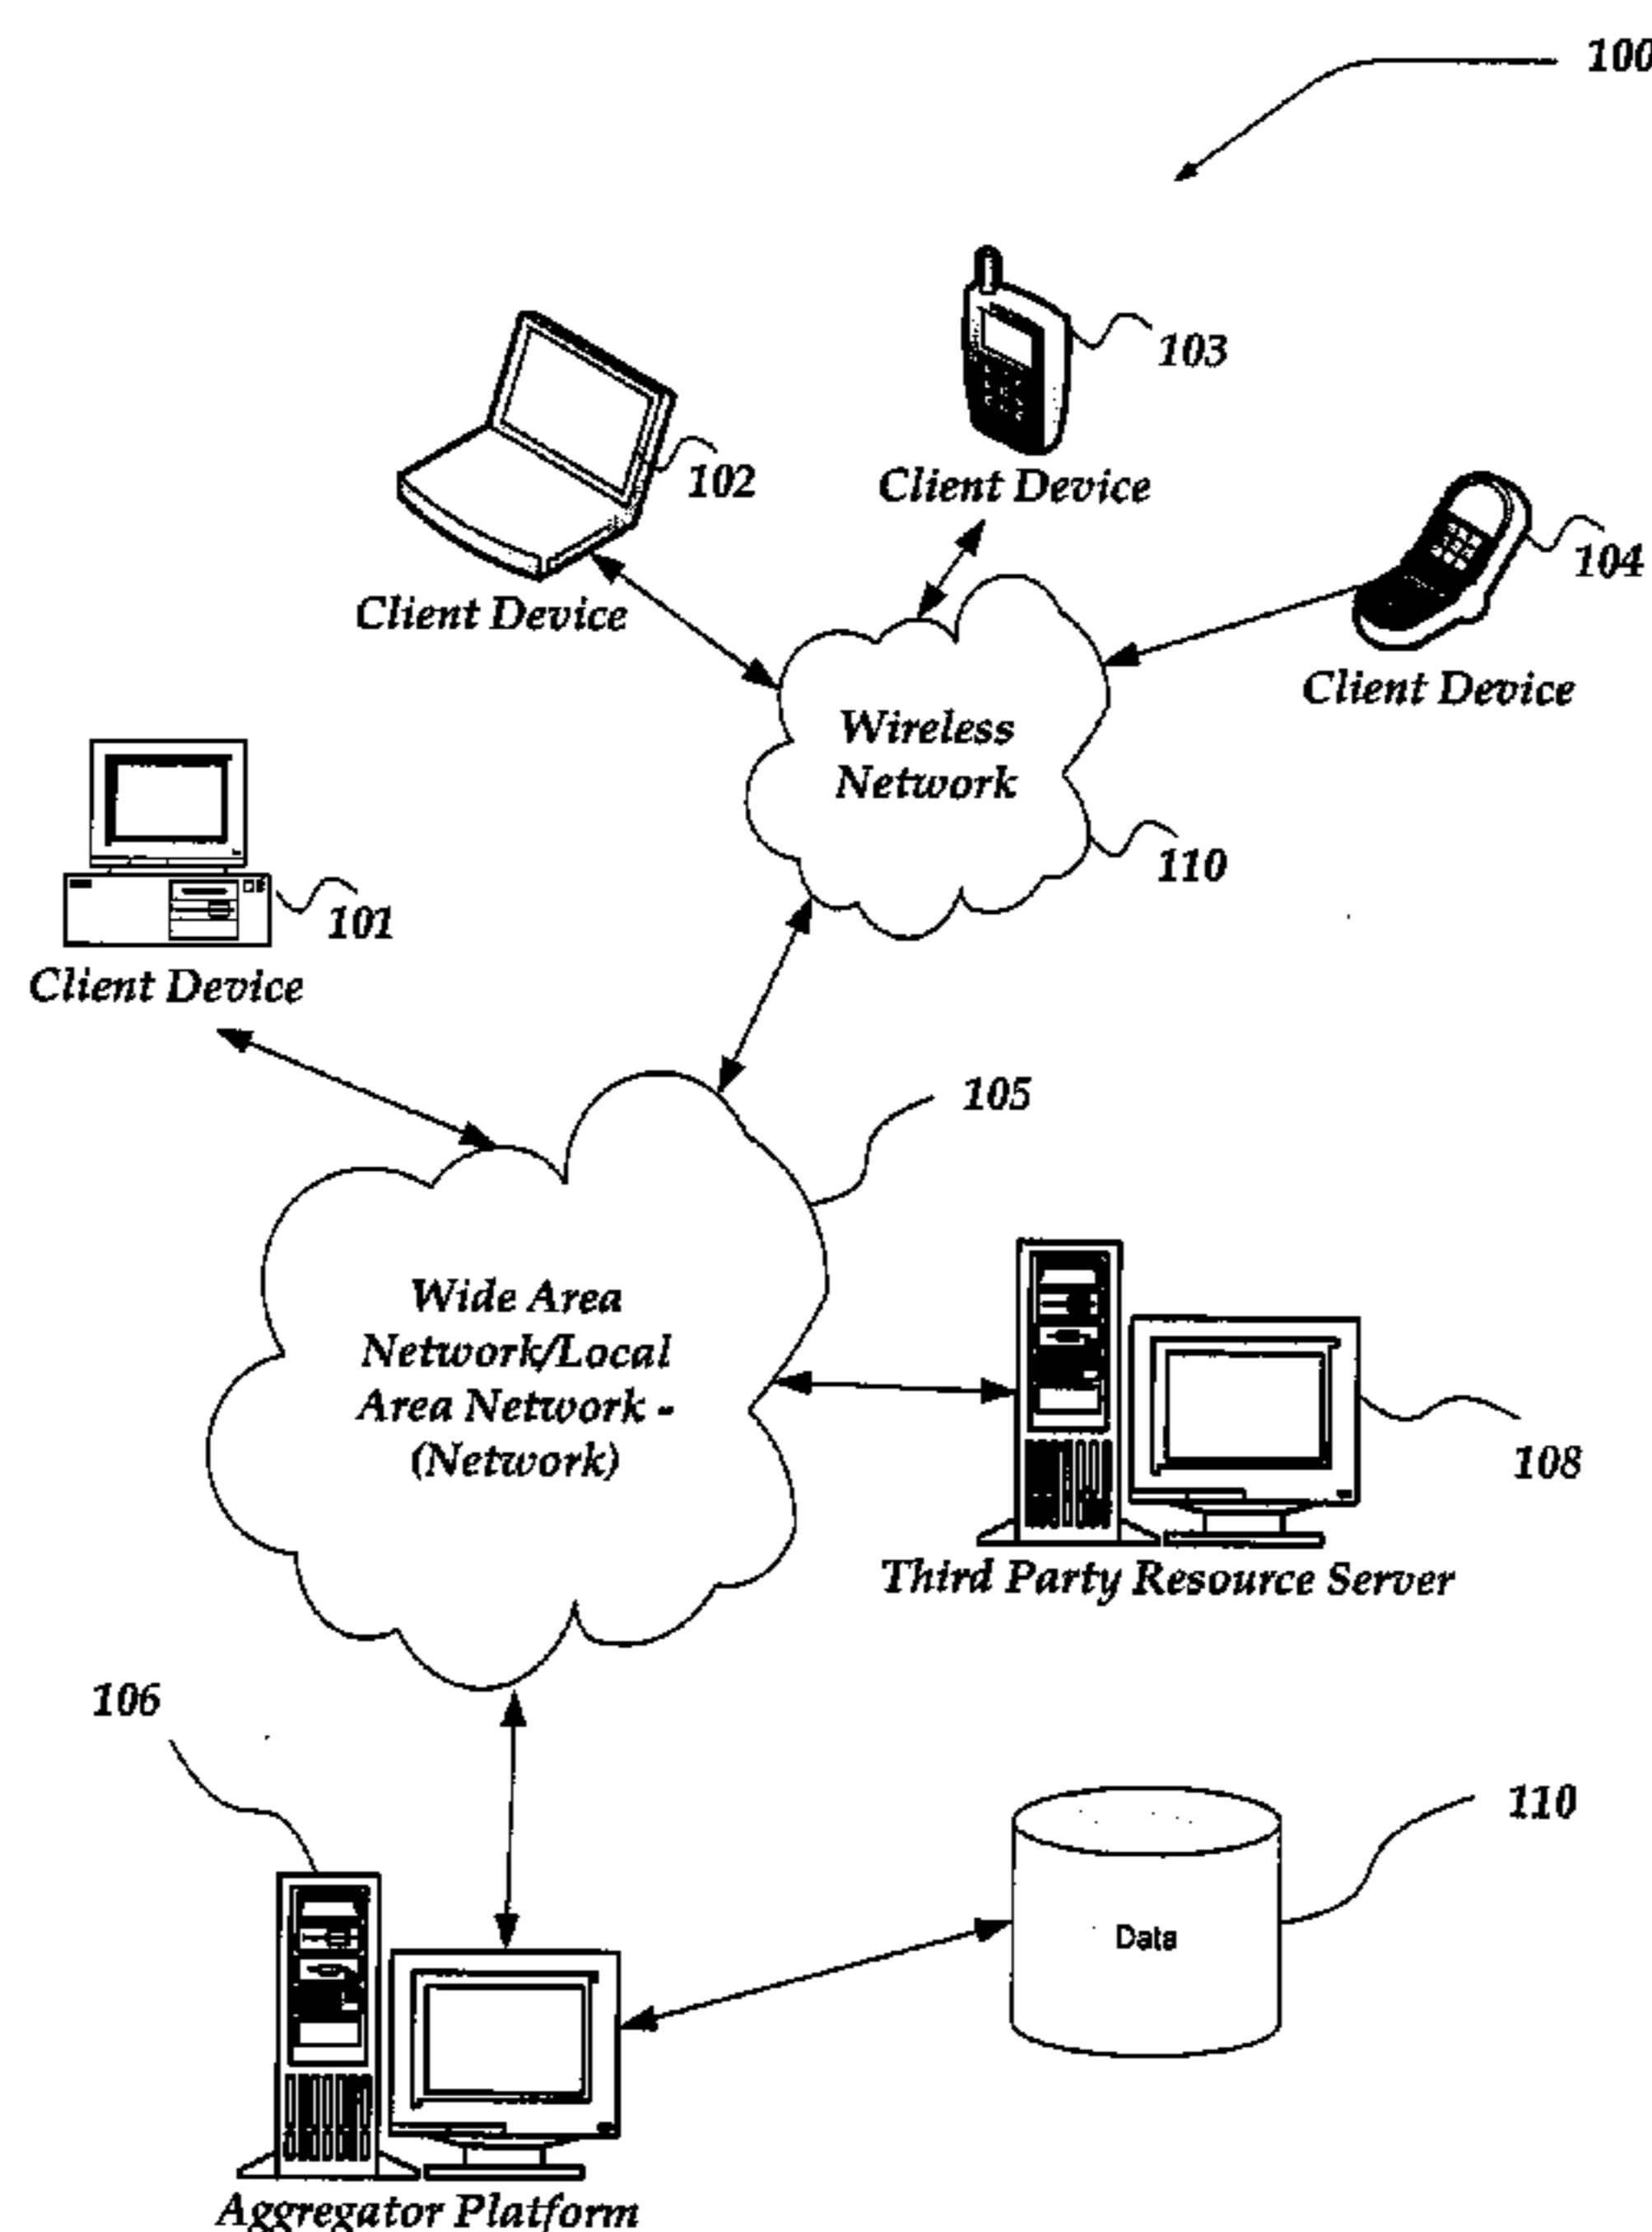 100
103
102
Client Device
104
Client Device
Client Device
Wireless
Network
110
101
Client Device
105
Wide Area
Network/Local
Area Network -
(Network)
108
Third Party Resource Server
106
110
Data
Aggregator Platform